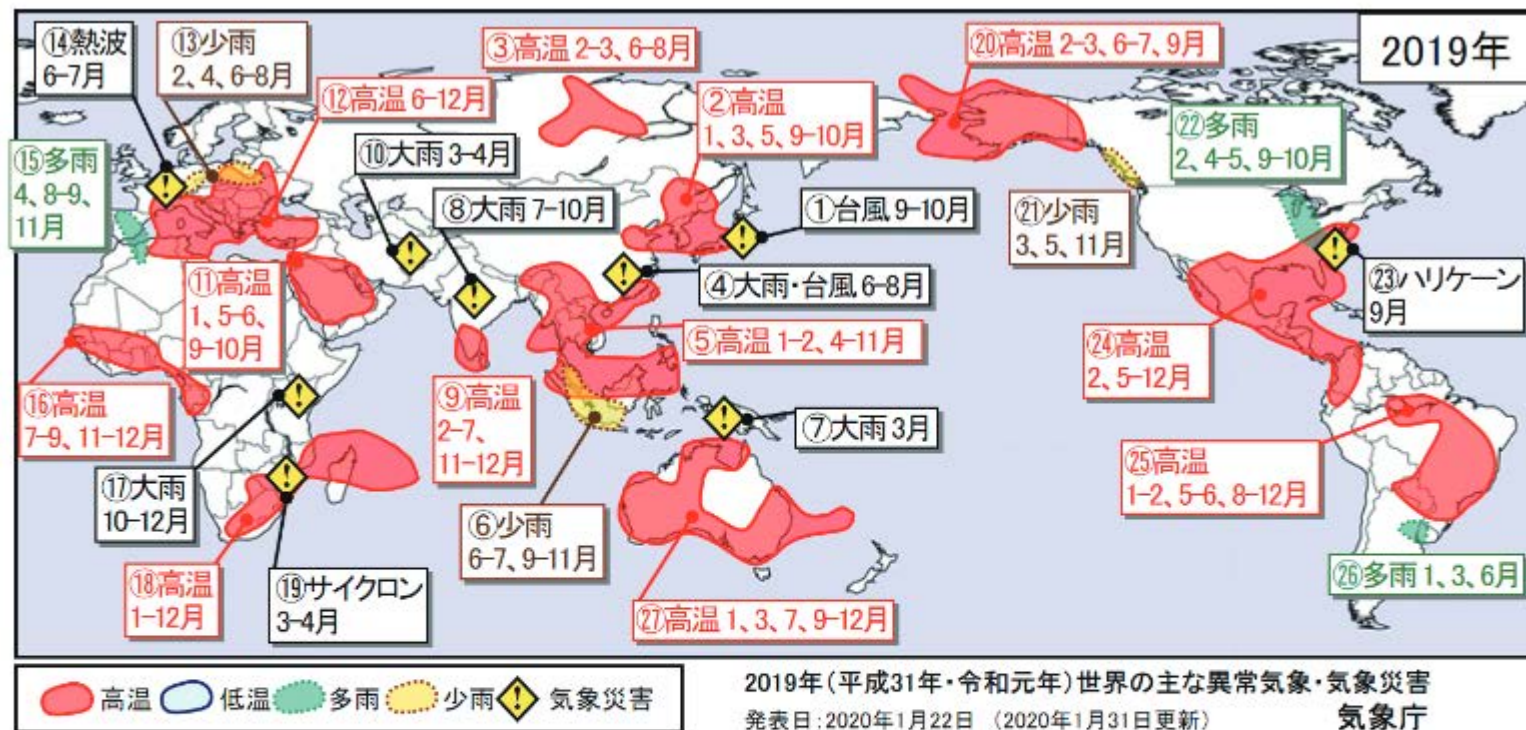 2019年
⑭熱波
6-7月
⑬少雨
2、4、6-8月
③高温 2-3、6-8月
⑳高温 2-3、6-7、9月
⑫高温 6-12月
②高温
1、3、5、9-10月
㉒多雨
2、4-5、9-10月
⑮多雨
4、8-9、
11月
⑩大雨 3-4月
⑧大雨 7-10月
①台風 9-10月
㉑少雨
3、5、11月
④大雨・台風 6-8月
⑪高温
1、5-6、
9-10月
㉓ハリケーン
9月
⑤高温 1-2、4-11月
㉔高温
2、5-12月
⑯高温
7-9、11-12月
⑨高温
2-7、
11-12月
⑦大雨 3月
㉕高温
1-2、5-6、8-12月
⑰大雨
10-12月
⑥少雨
6-7、9-11月
⑱高温
1-12月
⑲サイクロン
3-4月
㉗高温 1、3、7、9-12月
㉖多雨 1、3、6月
高温 低温 多雨 少雨 気象災害
2019年(平成31年・令和元年)世界の主な異常気象・気象災害
発表日:2020年1月22日 (2020年1月31日更新) 気象庁